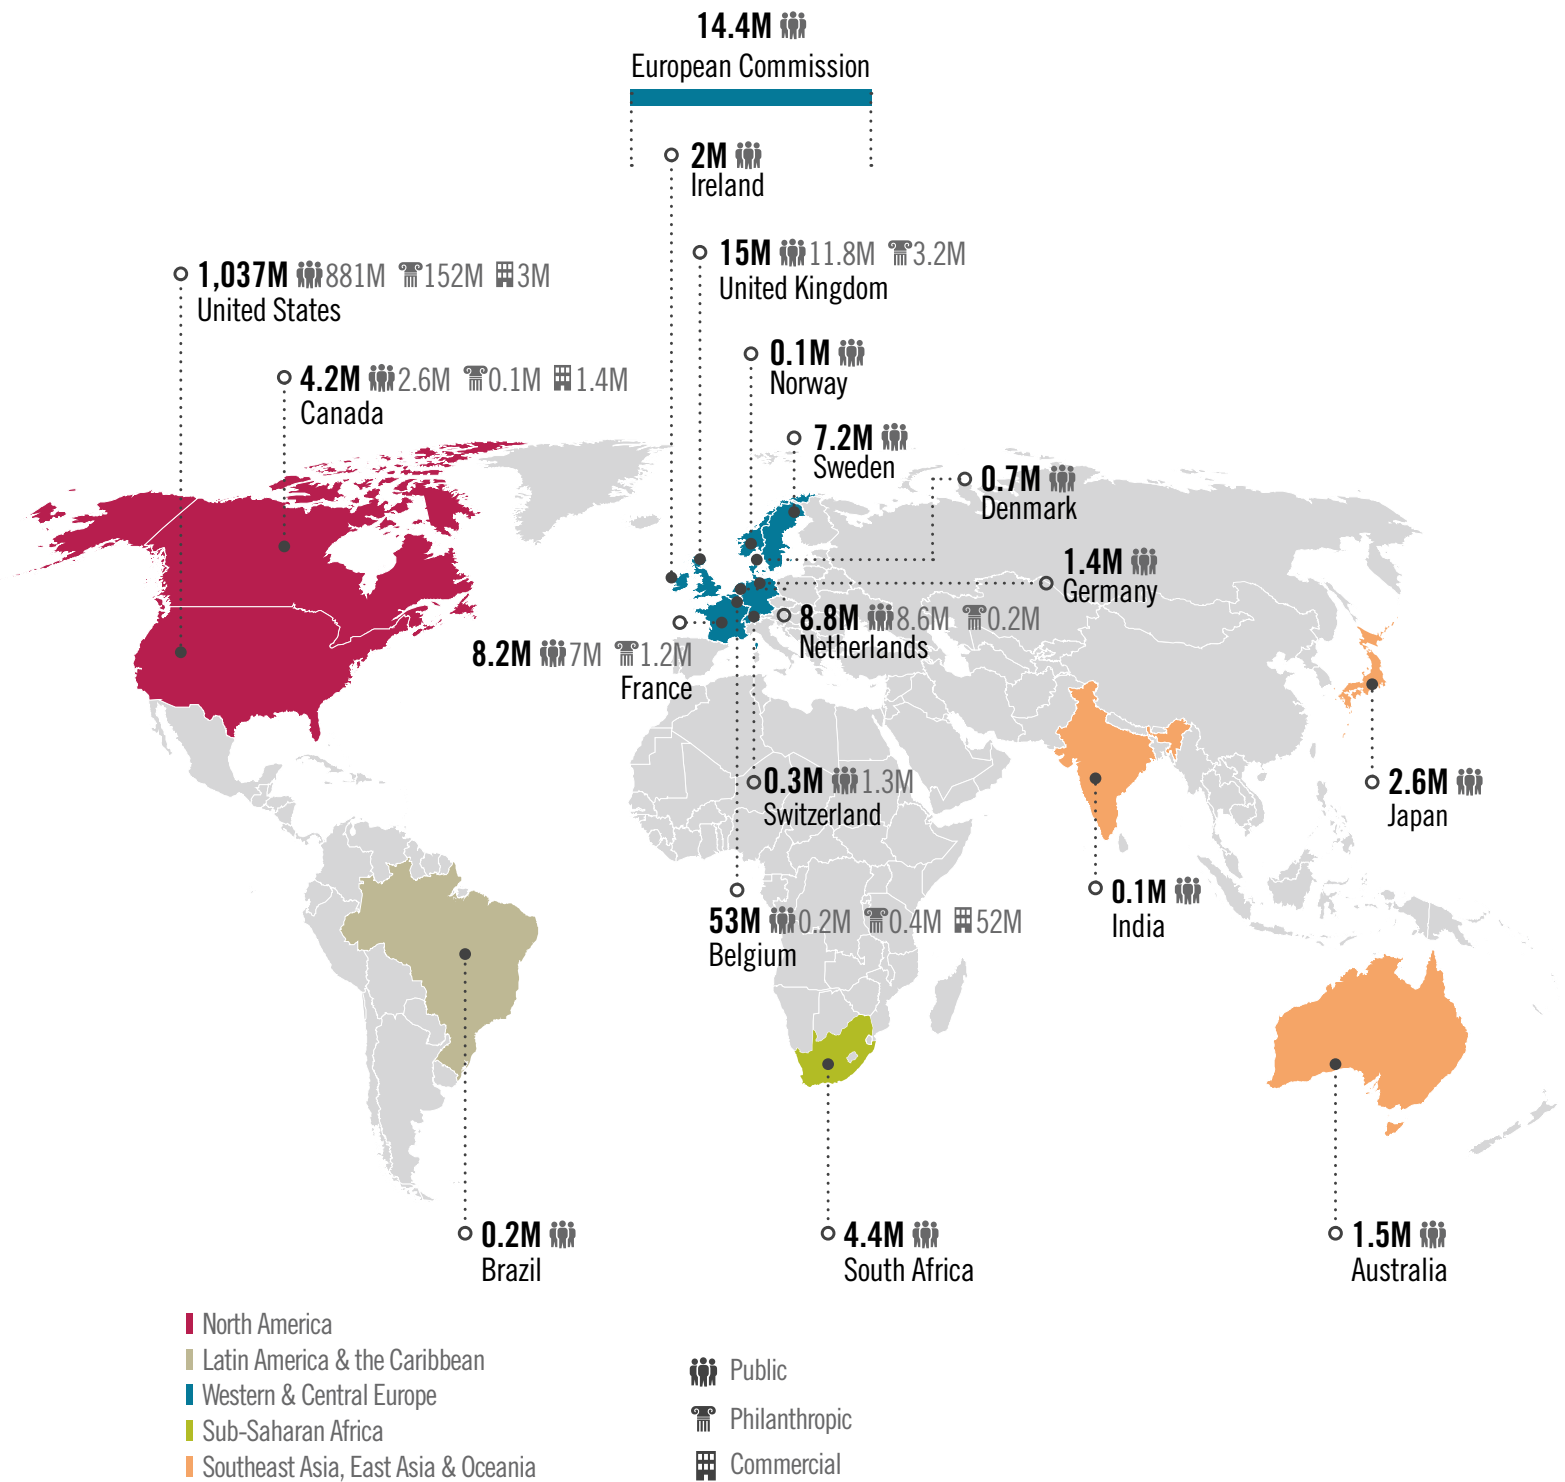 14.4M
European Commission
2M
Ireland
15M 11.8M 3.2M
United Kingdom
1,037M 881M 152M 3M
United States
0.1M
Norway
4.2M 2.6M 0.1M 1.4M
Canada
7.2M
Sweden
0.7M
Denmark
1.4M
Germany
8.8M 8.6M 0.2M
Netherlands
8.2M 7M 1.2M
France
0.3M 1.3M
Switzerland
2.6M
Japan
0.1M
India
53M 0.2M 0.4M 52M
Belgium
0.2M
Brazil
4.4M
South Africa
1.5M
Australia
North America
Latin America & the Caribbean
Western & Central Europe
Sub-Saharan Africa
Southeast Asia, East Asia & Oceania
Public
Philanthropic
Commercial